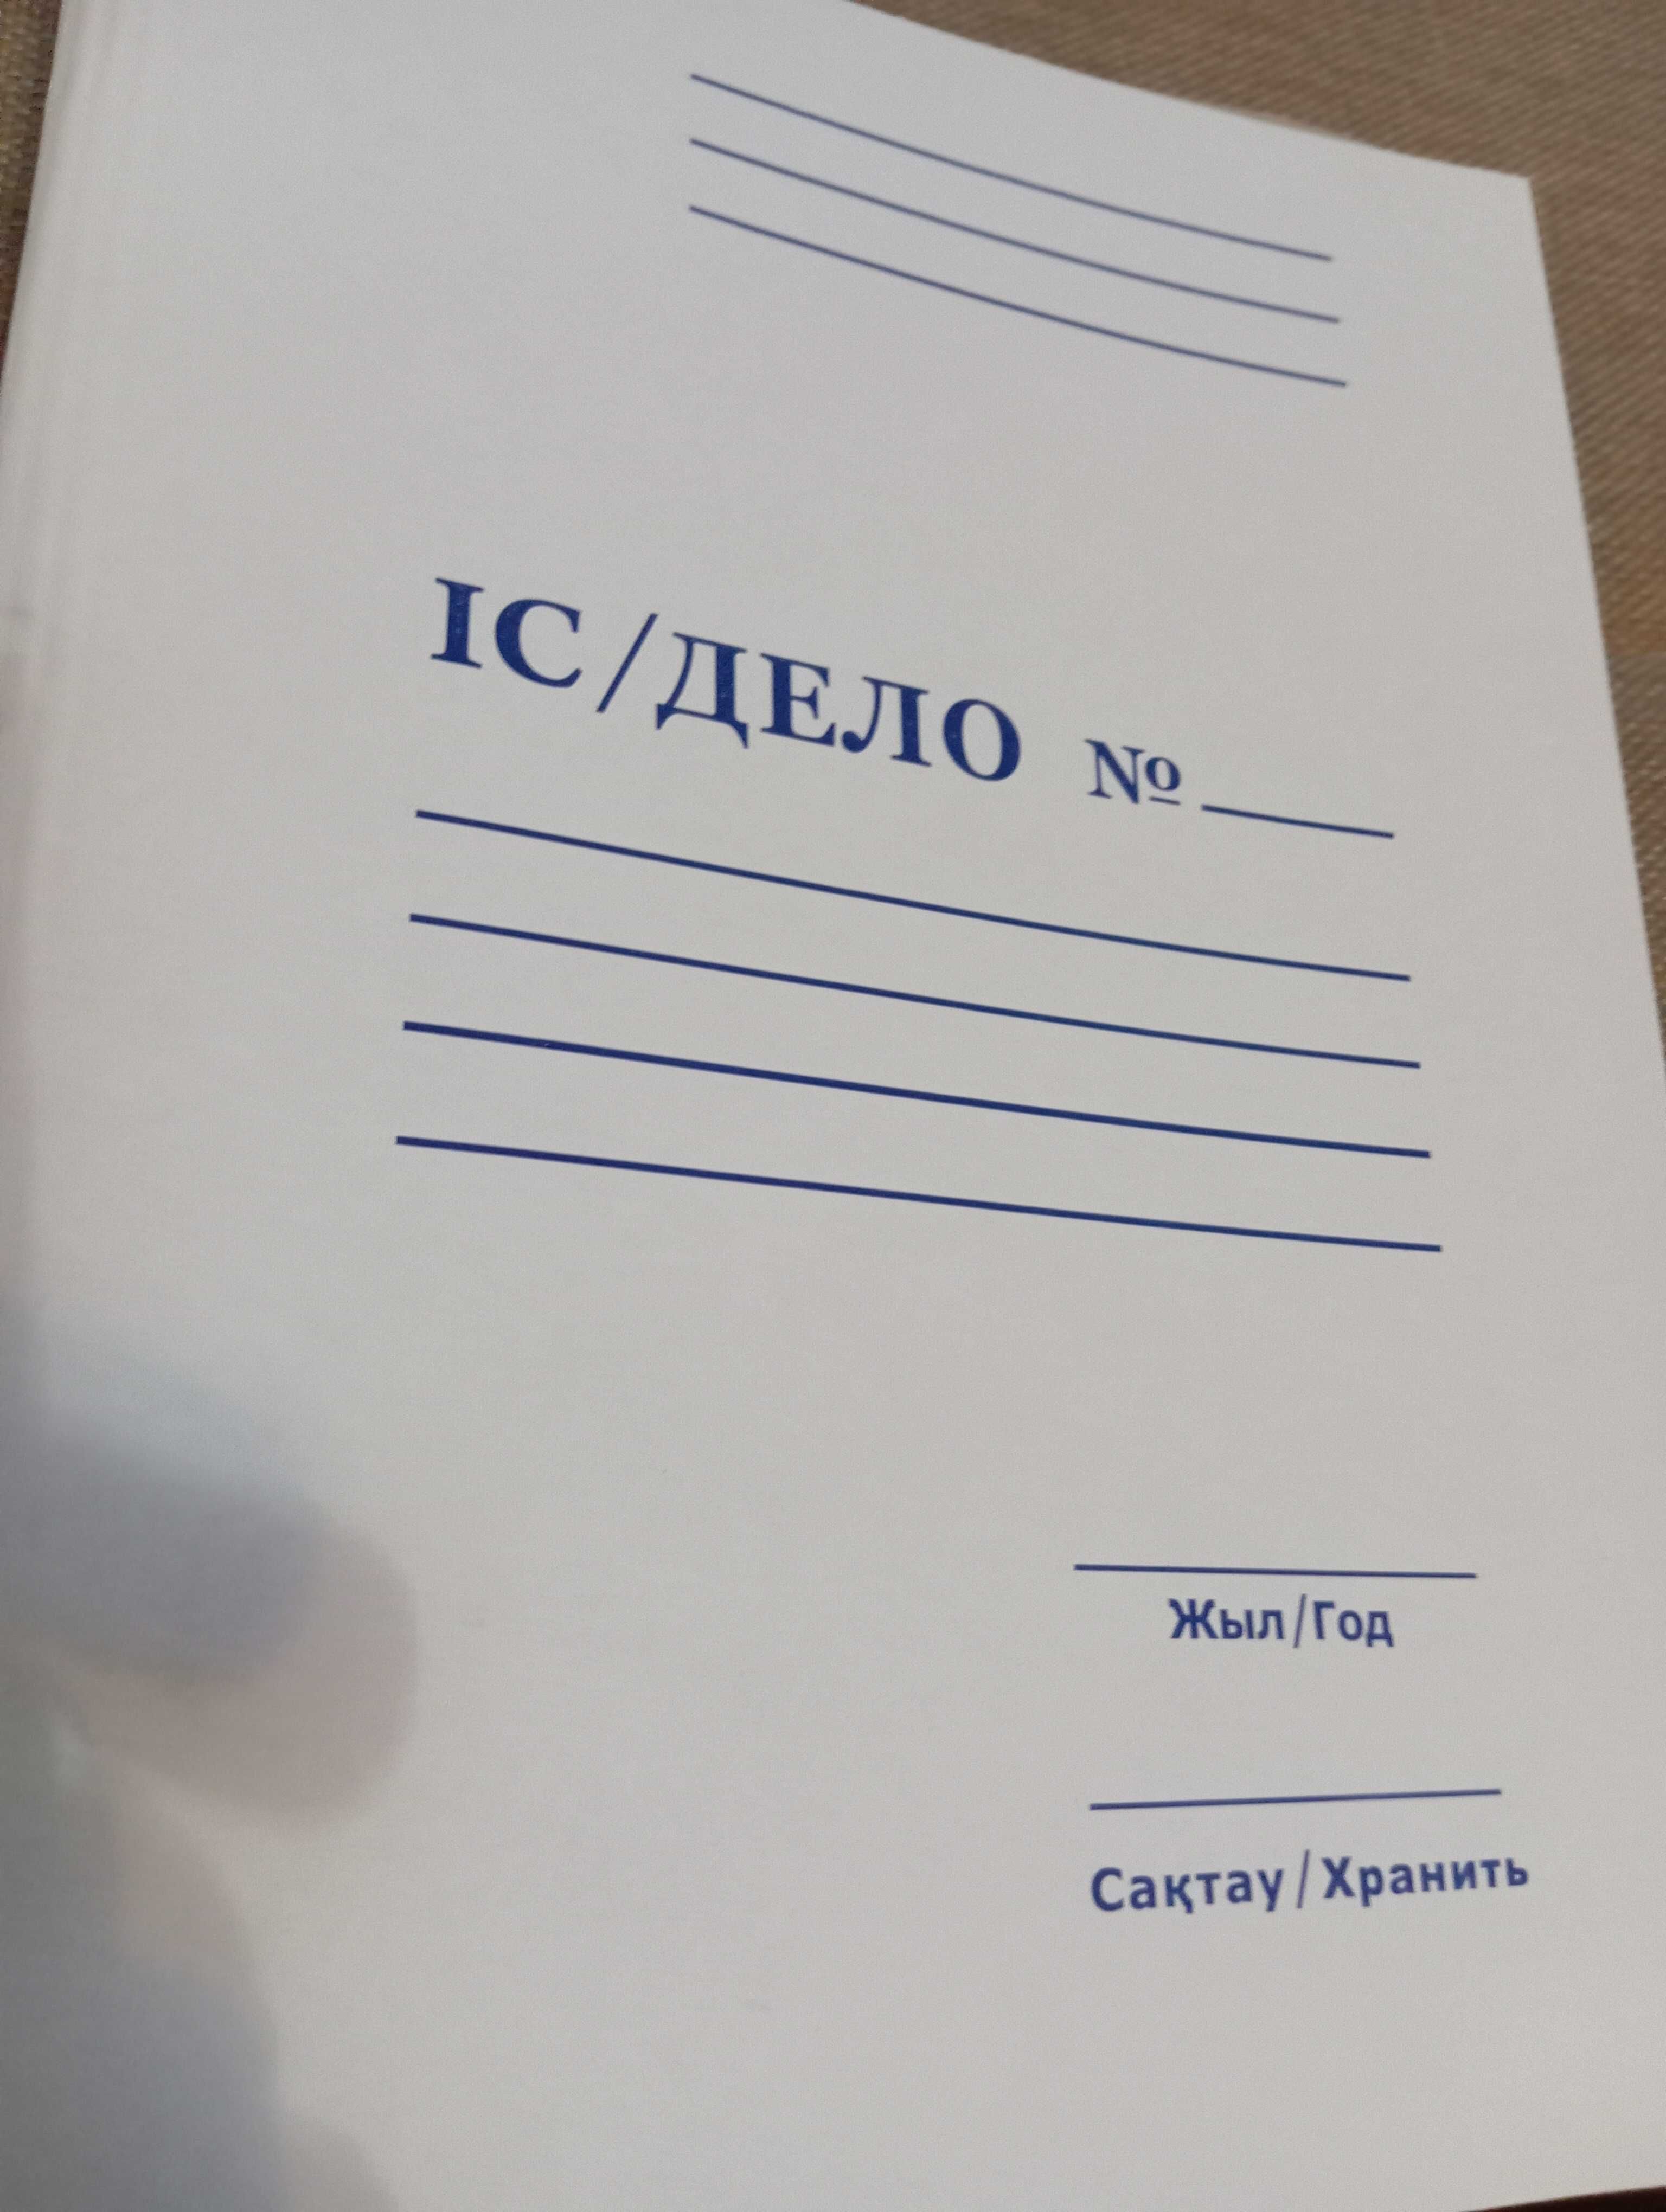 ІС/ДЕЛО №
Жыл/Год
Сақтау/Хранить